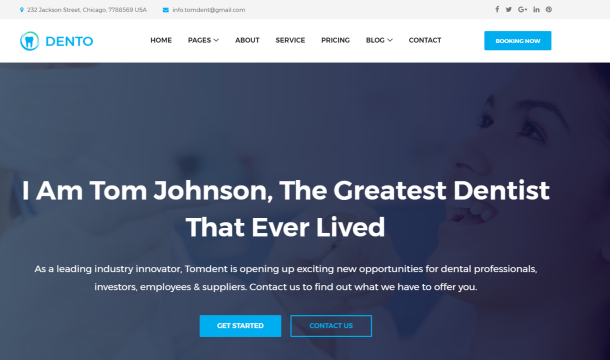 232 Jackson Street, Chicago, 7788569 USA info.tomdent@gmail.com
DENTO HOME PAGES ABOUT SERVICE PRICING BLOG CONTACT BOOKING NOW
I Am Tom Johnson, The Greatest Dentist
That Ever Lived
As a leading industry innovator, Tomdent is opening up exciting new opportunities for dental professionals,
investors, employees & suppliers. Contact us to find out what we have to offer you.
GET STARTED CONTACT US